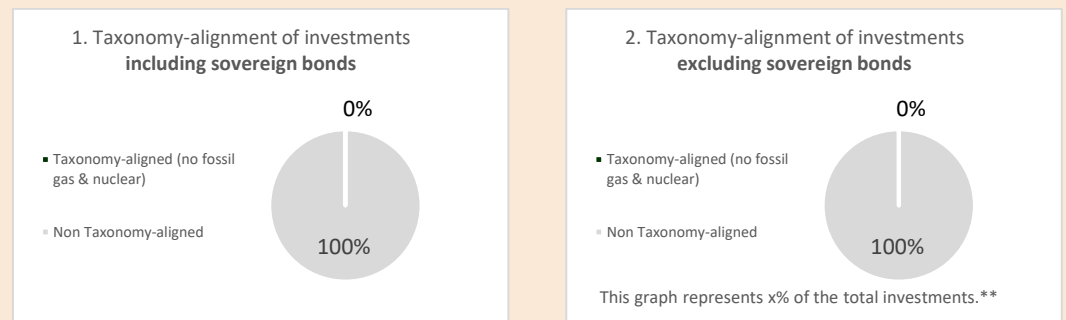 1. Taxonomy-alignment of investments
including sovereign bonds
0%
Taxonomy-aligned (no fossil
gas & nuclear)
Non Taxonomy-aligned
100%
2. Taxonomy-alignment of investments
excluding sovereign bonds
0%
Taxonomy-aligned (no fossil
gas & nuclear)
Non Taxonomy-aligned
100%
This graph represents x% of the total investments.**